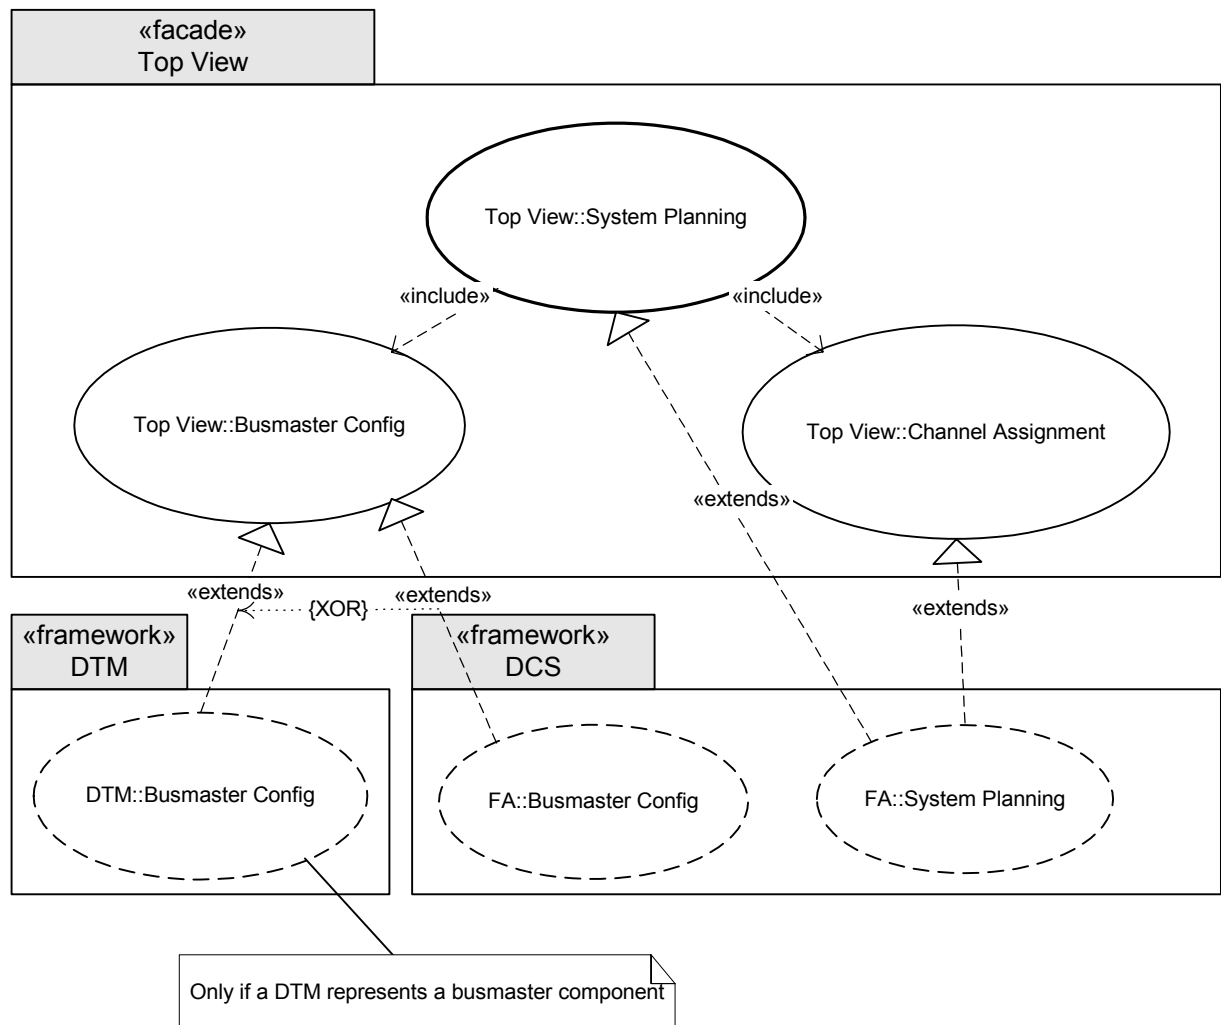 «facade»
Top View
Top View::System Planning
«include»
«include»
Top View::Busmaster Config
Top View::Channel Assignment
«extends»
«extends»
{XOR}
«extends»
«extends»
«framework»
DTM
«framework»
DCS
DTM::Busmaster Config
FA::Busmaster Config
FA::System Planning
Only if a DTM represents a busmaster component